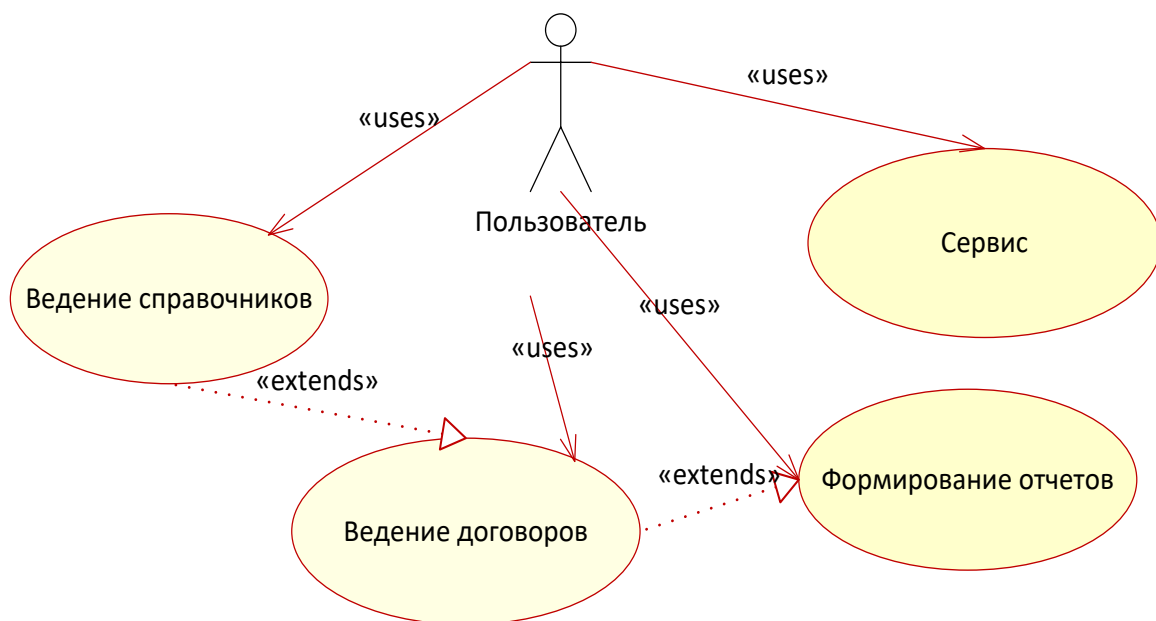 «uses»
«uses»
Пользователь
Сервис
Ведение справочников
«uses»
«uses»
«extends»
«extends»
Формирование отчетов
Ведение договоров